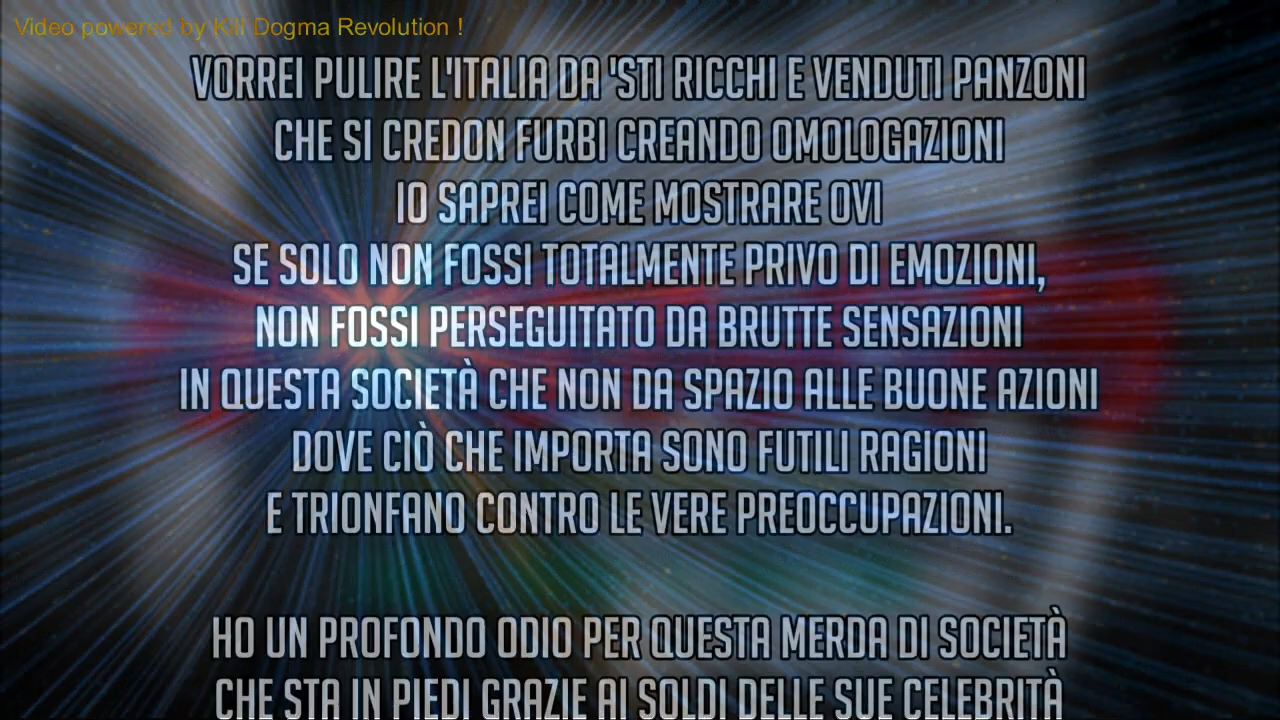 Video powered by Kill Dogma Revolution !
VORREI PULIRE L'ITALIA DA 'STI RICCHI E VENDUTI PANZONI
CHE SI CREDON FURBI CREANDO OMOLOGAZIONI
IO SAPREI COME MOSTRARE OVI
SE SOLO NON FOSSI TOTALMENTE PRIVO DI EMOZIONI,
NON FOSSI PERSEGUITATO DA BRUTTE SENSAZIONI
IN QUESTA SOCIETÀ CHE NON DA SPAZIO ALLE BUONE AZIONI
DOVE CIÒ CHE IMPORTA SONO FUTILI RAGIONI
E TRIONFANO CONTRO LE VERE PREOCCUPAZIONI.
HO UN PROFONDO ODIO PER QUESTA MERDA DI SOCIETÀ
CHE STA IN PIEDI GRAZIE AI SOLDI DELLE SUE CELEBRITÀ